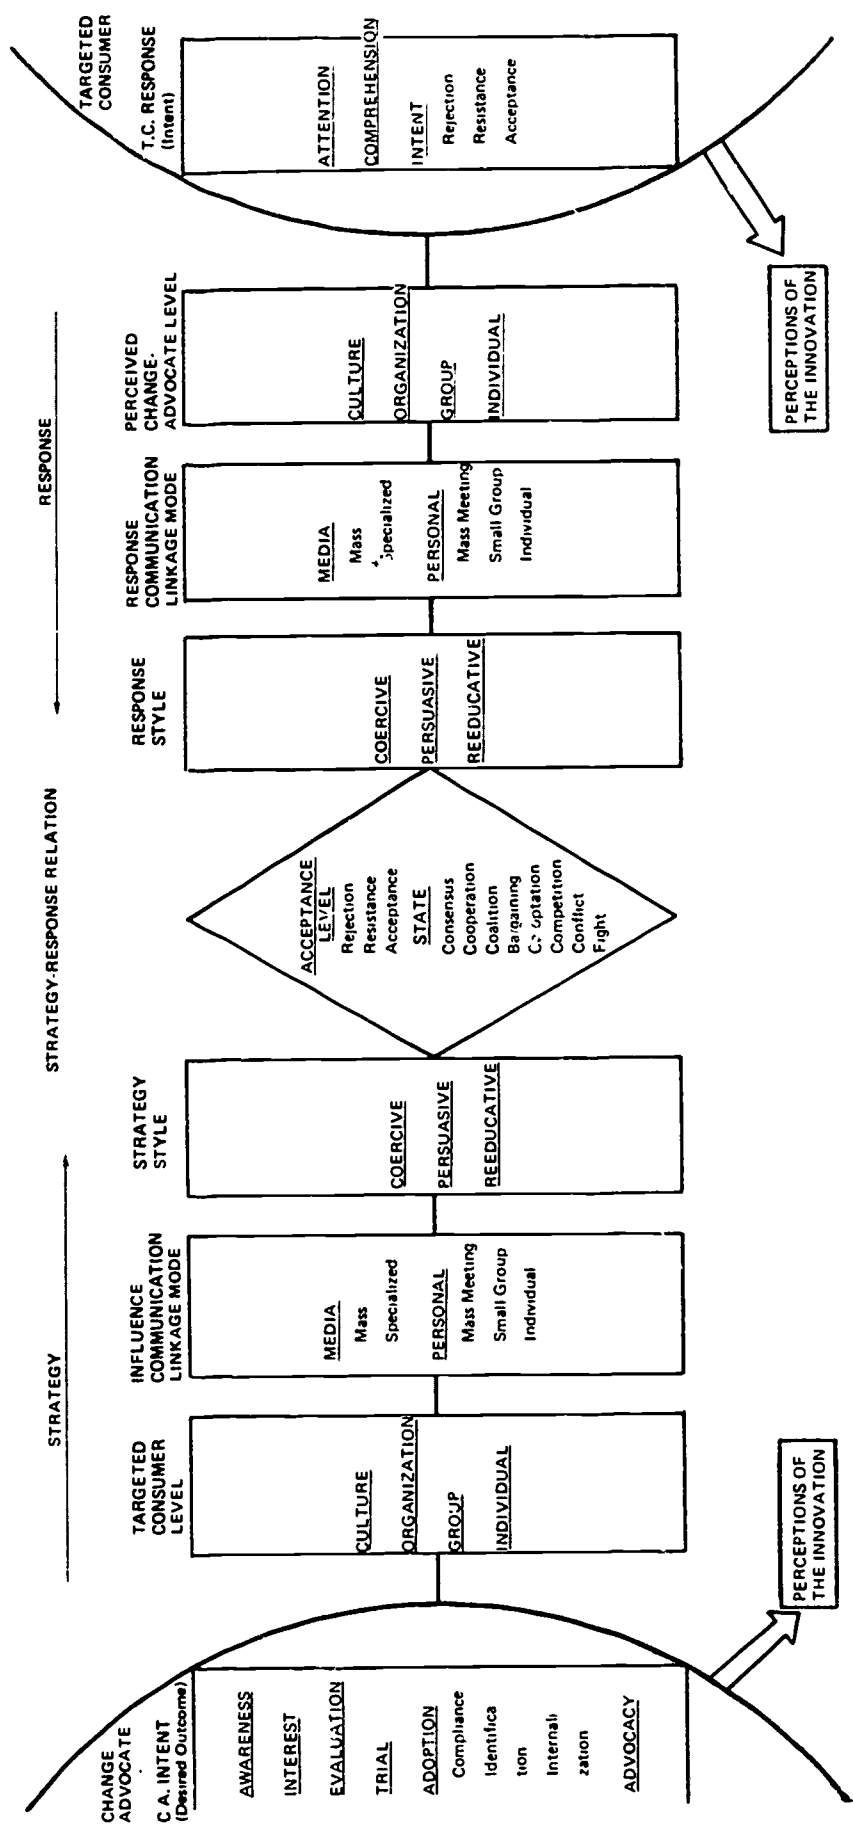 STRATEGY
STRATEGY-RESPONSE RELATION
RESPONSE
CHANGE
ADVOCATE
C A. INTENT
(Desired Outcome)
AWARENESS
INTEREST
EVALUATION
TRIAL
ADOPTION
Compliance
Identifica
tion
Internali
zation
ADVOCACY
PERCEPTIONS OF
THE INNOVATION
TARGETED
CONSUMER
LEVEL
CULTURE
ORGANIZATION
GROUP
INDIVIDUAL
INFLUENCE
COMMUNICATION
LINKAGE MODE
MEDIA
Mass
Specialized
PERSONAL
Mass Meeting
Small Group
Individual
STRATEGY
STYLE
COERCIVE
PERSUASIVE
REEDUCATIVE
ACCEPTANCE
LEVEL
Rejection
Resistance
Acceptance
STATE
Consensus
Cooperation
Coalition
Bargaining
Competition
Conflict
Fight
RESPONSE
STYLE
COERCIVE
PERSUASIVE
REEDUCATIVE
RESPONSE
COMMUNICATION
LINKAGE MODE
MEDIA
Mass
Specialized
PERSONAL
Mass Meeting
Small Group
Individual
PERCEIVED
CHANGE-
ADVOCATE LEVEL
CULTURE
ORGANIZATION
GROUP
INDIVIDUAL
TARGETED
CONSUMER
T.C. RESPONSE
(Intent)
ATTENTION
COMPREHENSION
INTENT
Rejection
Resistance
Acceptance
PERCEPTIONS OF
THE INNOVATION